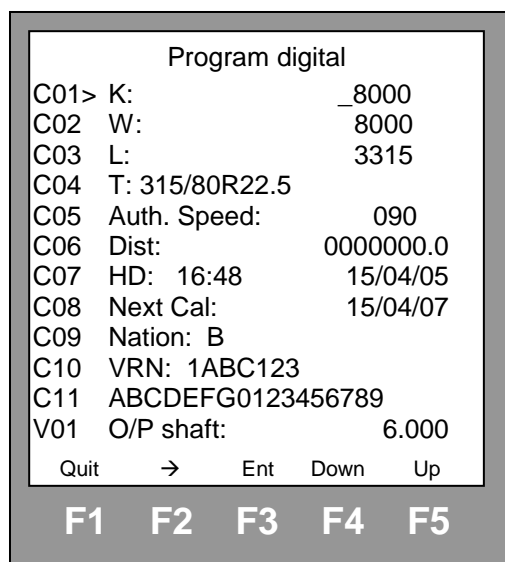 Program digital
C01> K: _8000
C02 W: 8000
C03 L: 3315
C04 T: 315/80R22.5
C05 Auth. Speed: 090
C06 Dist: 0000000.0
C07 HD: 16:48 15/04/05
C08 Next Cal: 15/04/07
C09 Nation: B
C10 VRN: 1ABC123
C11 ABCDEFG0123456789
V01 O/P shaft: 6.000
Quit → Ent Down Up
F1 F2 F3 F4 F5